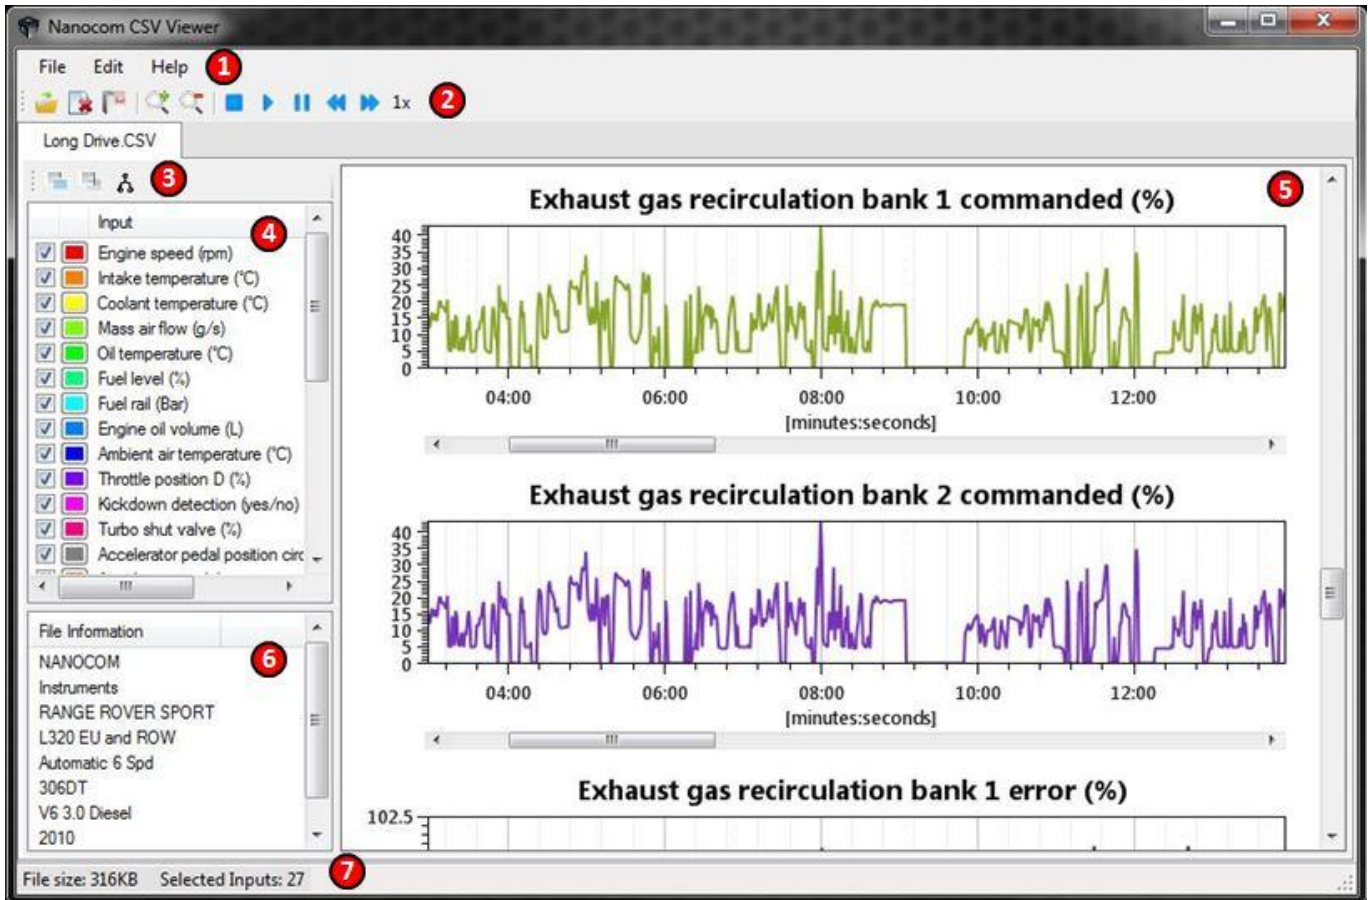 Nanocom CSV Viewer
File Edit Help 1
1x 2
Long Drive.CSV
3
Input 4
Engine speed (rpm)
Intake temperature (°C)
Coolant temperature (°C)
Mass air flow (g/s)
Oil temperature (°C)
Fuel level (%)
Fuel rail (Bar)
Engine oil volume (L)
Ambient air temperature (°C)
Throttle position D (%)
Kickdown detection (yes/no)
Turbo shut valve (%)
Accelerator pedal position circ
File Information
6
NANOCOM
Instruments
RANGE ROVER SPORT
L320 EU and ROW
Automatic 6 Spd
306DT
V6 3.0 Diesel
2010
5
Exhaust gas recirculation bank 1 commanded (%)
40
35
30
25
20
15
10
5
0
04:00 06:00 08:00 10:00 12:00
[minutes:seconds]
Exhaust gas recirculation bank 2 commanded (%)
40
35
30
25
20
15
10
5
0
04:00 06:00 08:00 10:00 12:00
[minutes:seconds]
Exhaust gas recirculation bank 1 error (%)
102.5
File size: 316KB Selected Inputs: 27 7